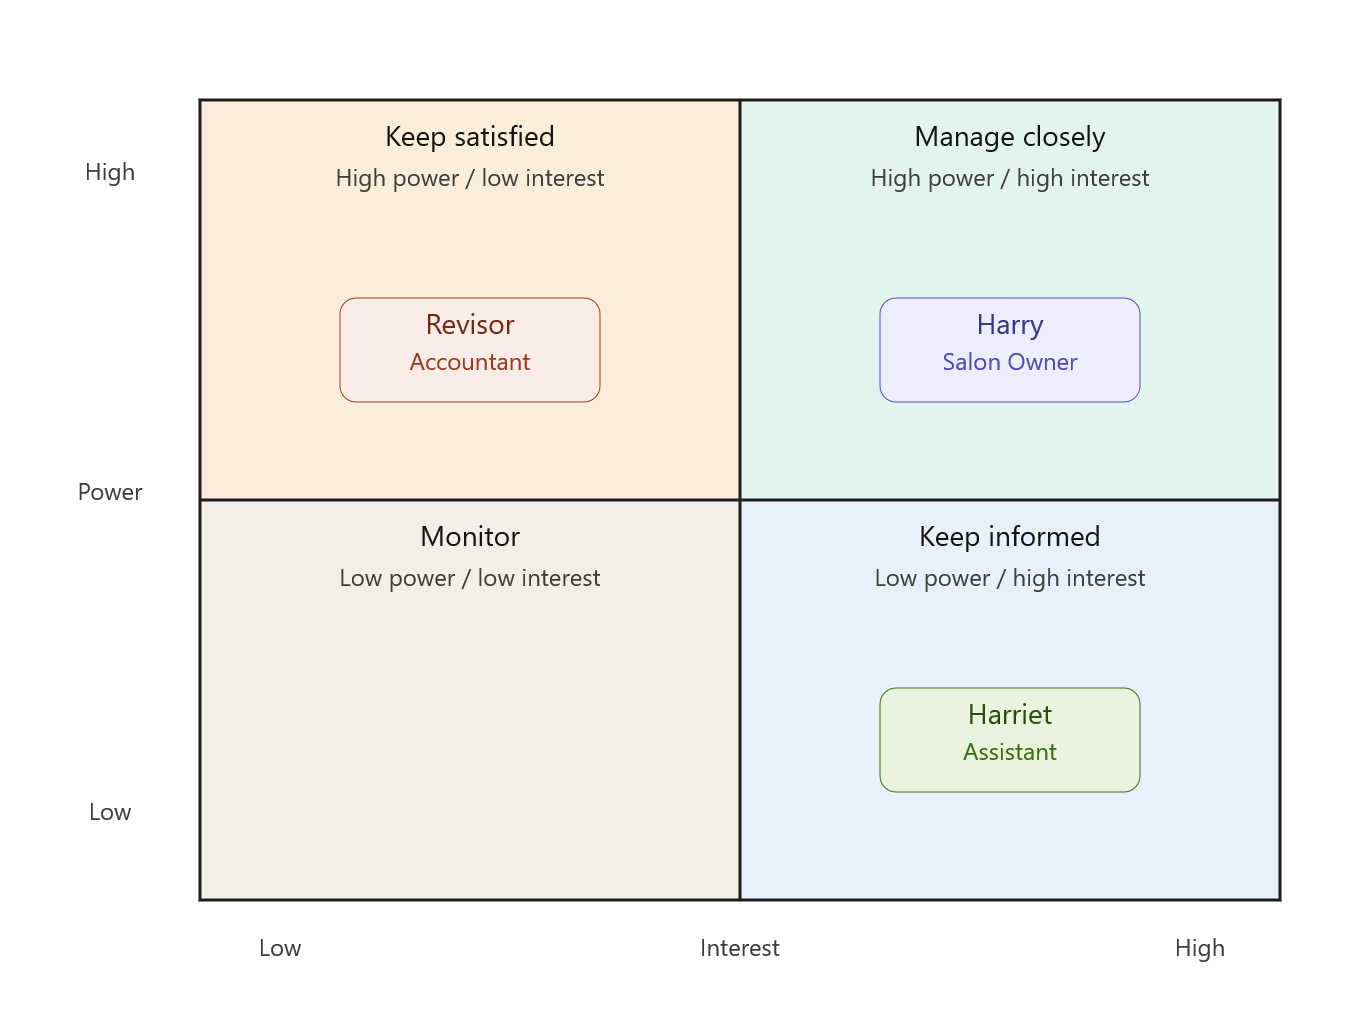 Keep satisfied
High power / low interest
Manage closely
High power / high interest
High
Revisor
Accountant
Harry
Salon Owner
Power
Monitor
Low power / low interest
Keep informed
Low power / high interest
Harriet
Assistant
Low
Low
Interest
High